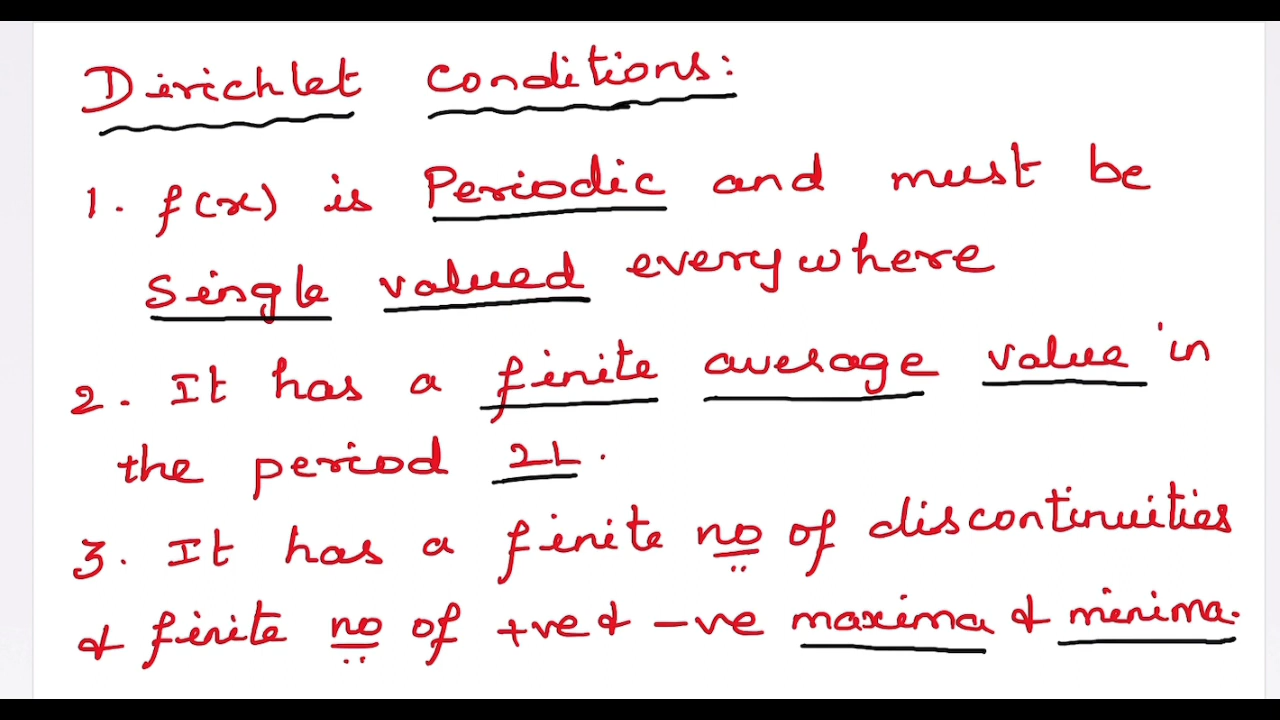 Dirichlet conditions:
1. f(x) is Periodic and must be
single valued everywhere
2. It has a finite average value in
the period 2L.
3. It has a finite no of discontinuities
& finite no of +ve & -ve maxima & minima.